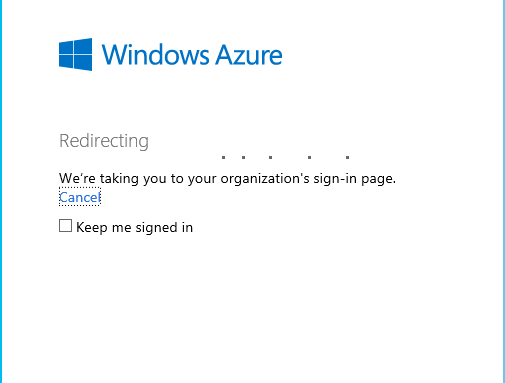 Windows Azure
Redirecting
We're taking you to your organization's sign-in page.
Cancel
Keep me signed in